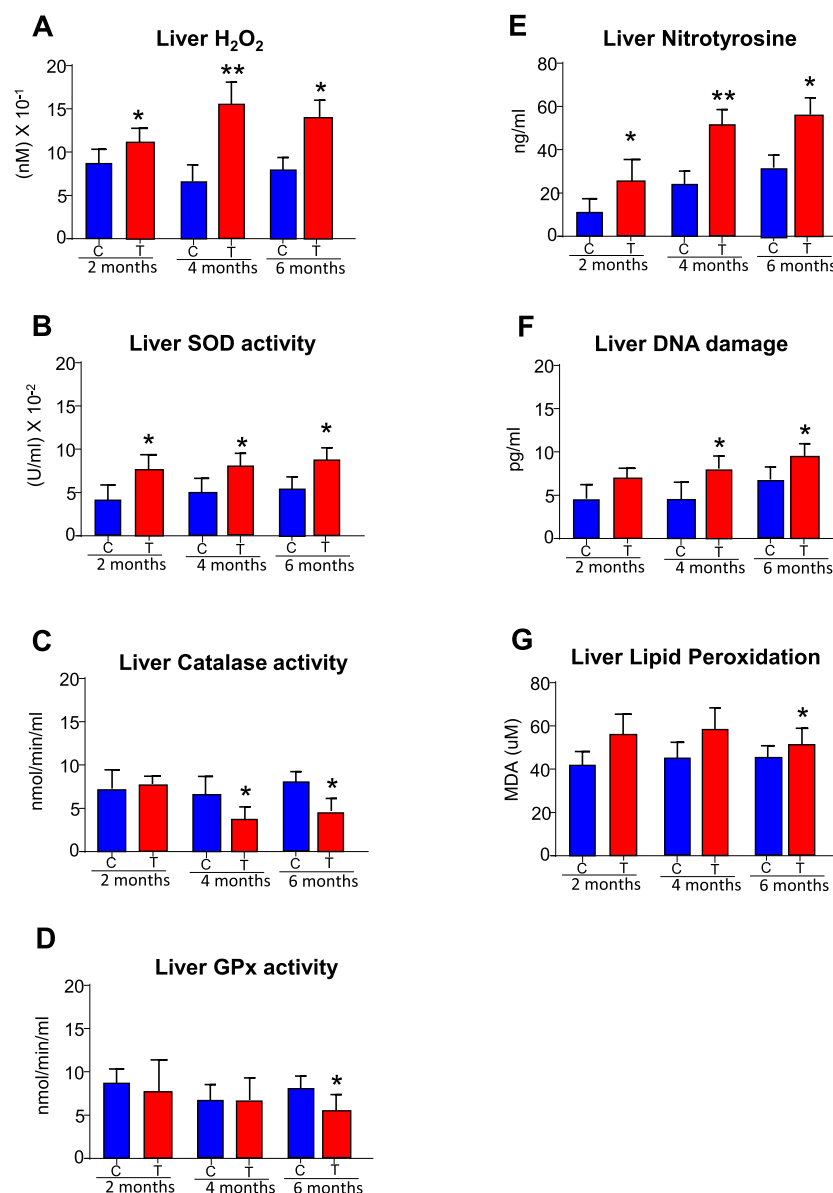 A
Liver H₂O₂
(nM) X 10⁻¹
20
15
10
5
0
* ** *
C T C T C T
2 months 4 months 6 months
B
Liver SOD activity
(U/ml) X 10⁻²
20
15
10
5
0
* * *
C T C T C T
2 months 4 months 6 months
C
Liver Catalase activity
nmol/min/ml
20
15
10
5
0
* *
C T C T C T
2 months 4 months 6 months
D
Liver GPx activity
nmol/min/ml
20
15
10
5
0
*
C T C T C T
2 months 4 months 6 months
E
Liver Nitrotyrosine
ng/ml
80
60
40
20
0
* ** *
C T C T C T
2 months 4 months 6 months
F
Liver DNA damage
pg/ml
20
15
10
5
0
* *
C T C T C T
2 months 4 months 6 months
G
Liver Lipid Peroxidation
MDA (uM)
80
60
40
20
0
*
C T C T C T
2 months 4 months 6 months